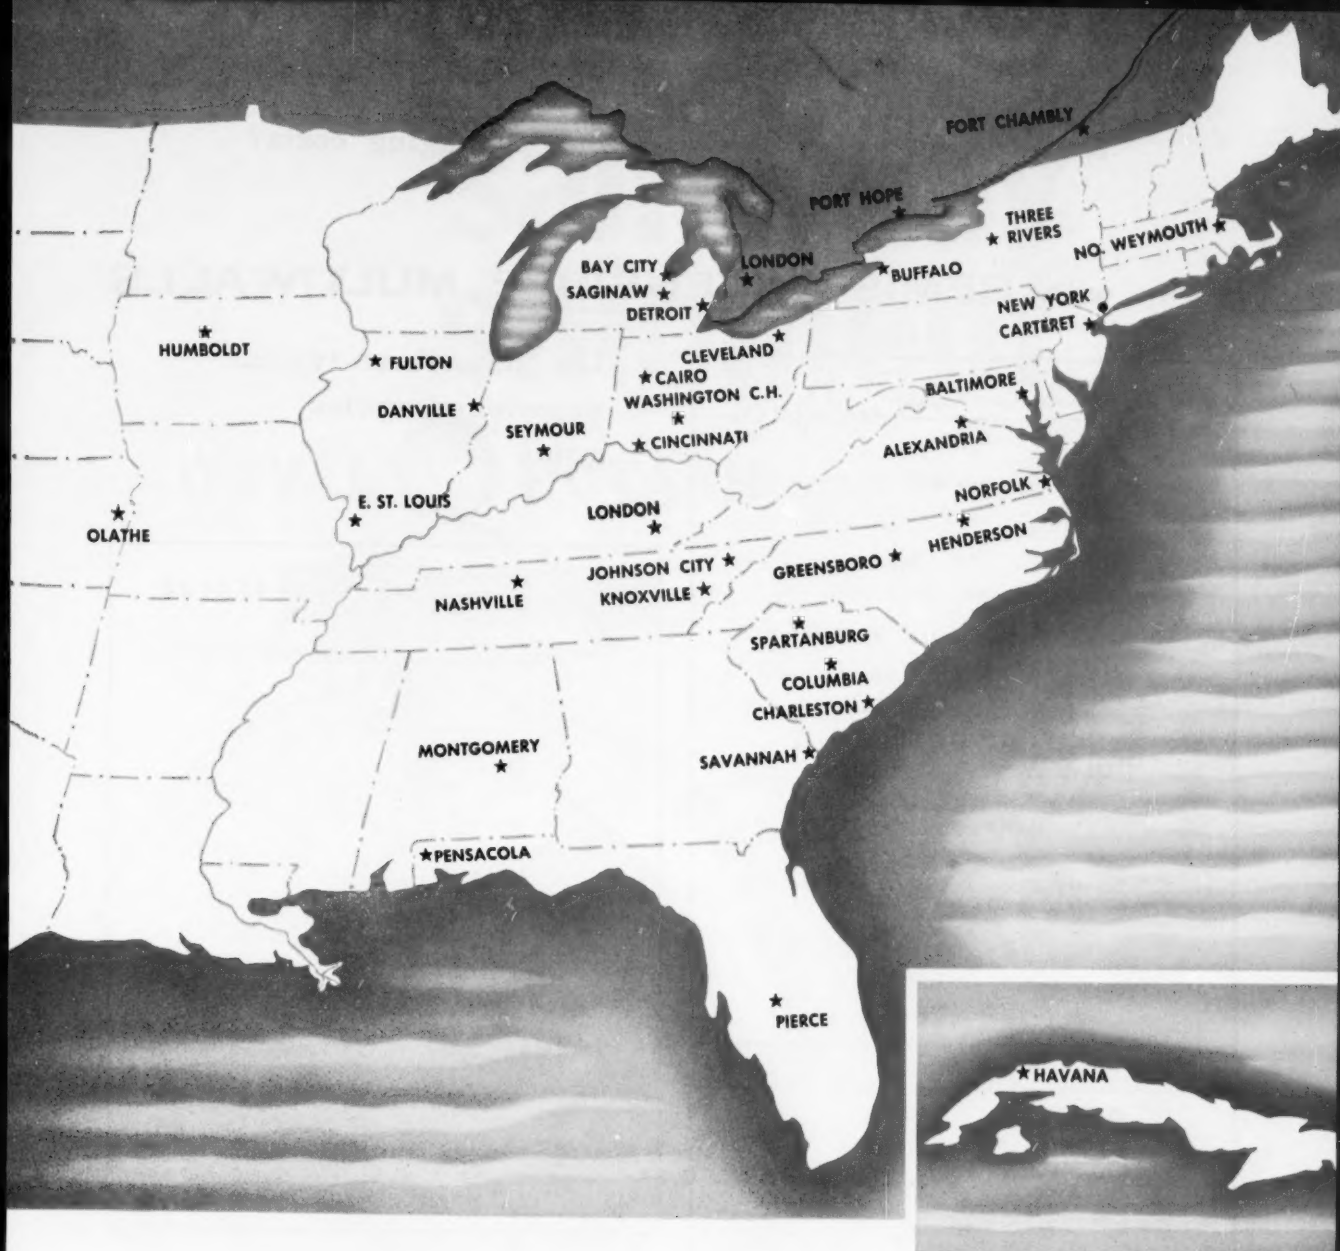 FORT CHAMBLY
PORT HOPE
THREE
RIVERS
NO. WEYMOUTH
BAY CITY
LONDON
BUFFALO
SAGINAW
DETROIT
NEW YORK
CARTERET
HUMBOLDT
FULTON
CLEVELAND
CAIRO
DANVILLE
WASHINGTON C.H.
BALTIMORE
SEYMOUR
CINCINNATI
ALEXANDRIA
E. ST. LOUIS
NORFOLK
OLATHE
LONDON
HENDERSON
JOHNSON CITY
GREENSBORO
NASHVILLE
KNOXVILLE
SPARTANBURG
COLUMBIA
CHARLESTON
MONTGOMERY
SAVANNAH
PENSACOLA
PIERCE
HAVANA